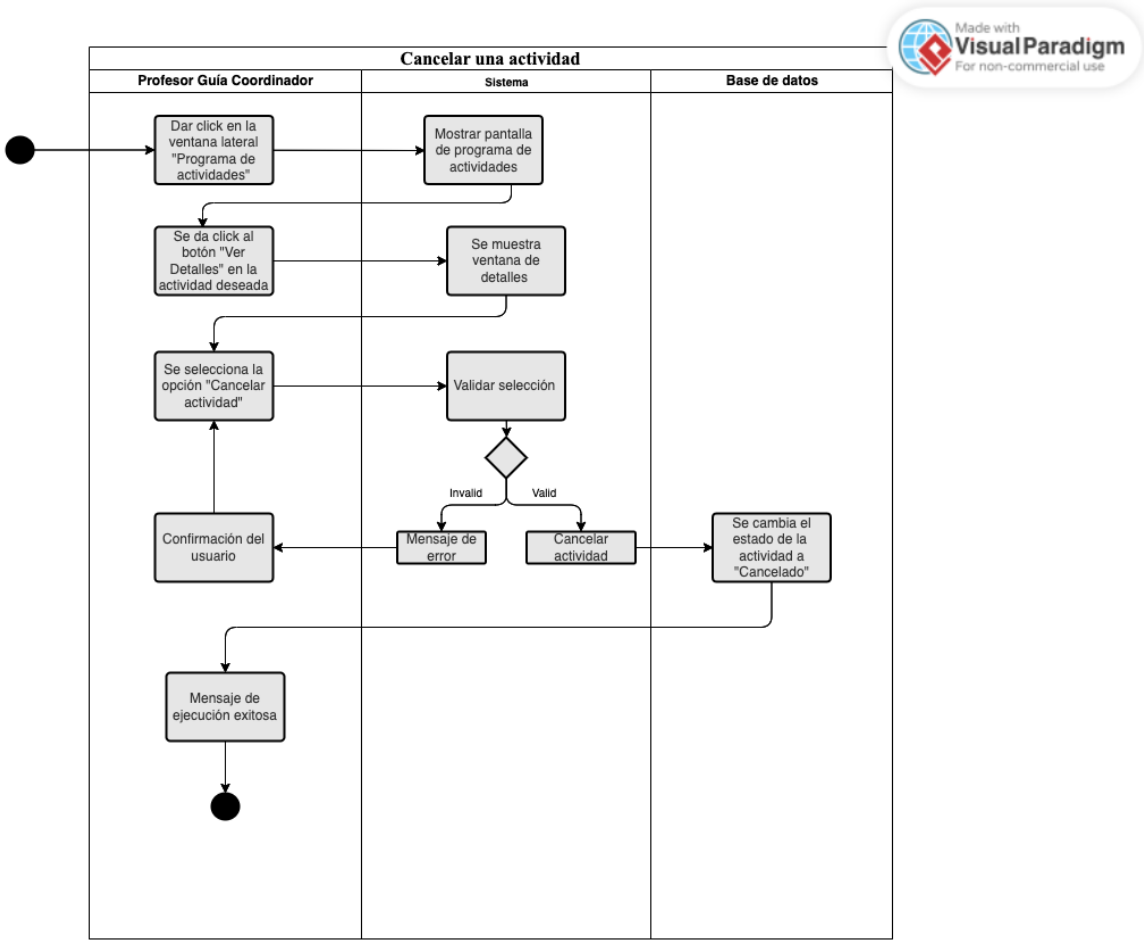 Made with
Visual Paradigm
For non-commercial use
Cancelar una actividad
Profesor Guía Coordinador
Sistema
Base de datos
Dar click en la
ventana lateral
"Programa de
actividades"
Mostrar pantalla
de programa de
actividades
Se da click al
botón "Ver
Detalles" en la
actividad deseada
Se muestra
ventana de
detalles
Se selecciona la
opción "Cancelar
actividad"
Validar selección
Invalid
Valid
Confirmación del
usuario
Mensaje de
error
Cancelar
actividad
Se cambia el
estado de la
actividad a
"Cancelado"
Mensaje de
ejecución exitosa